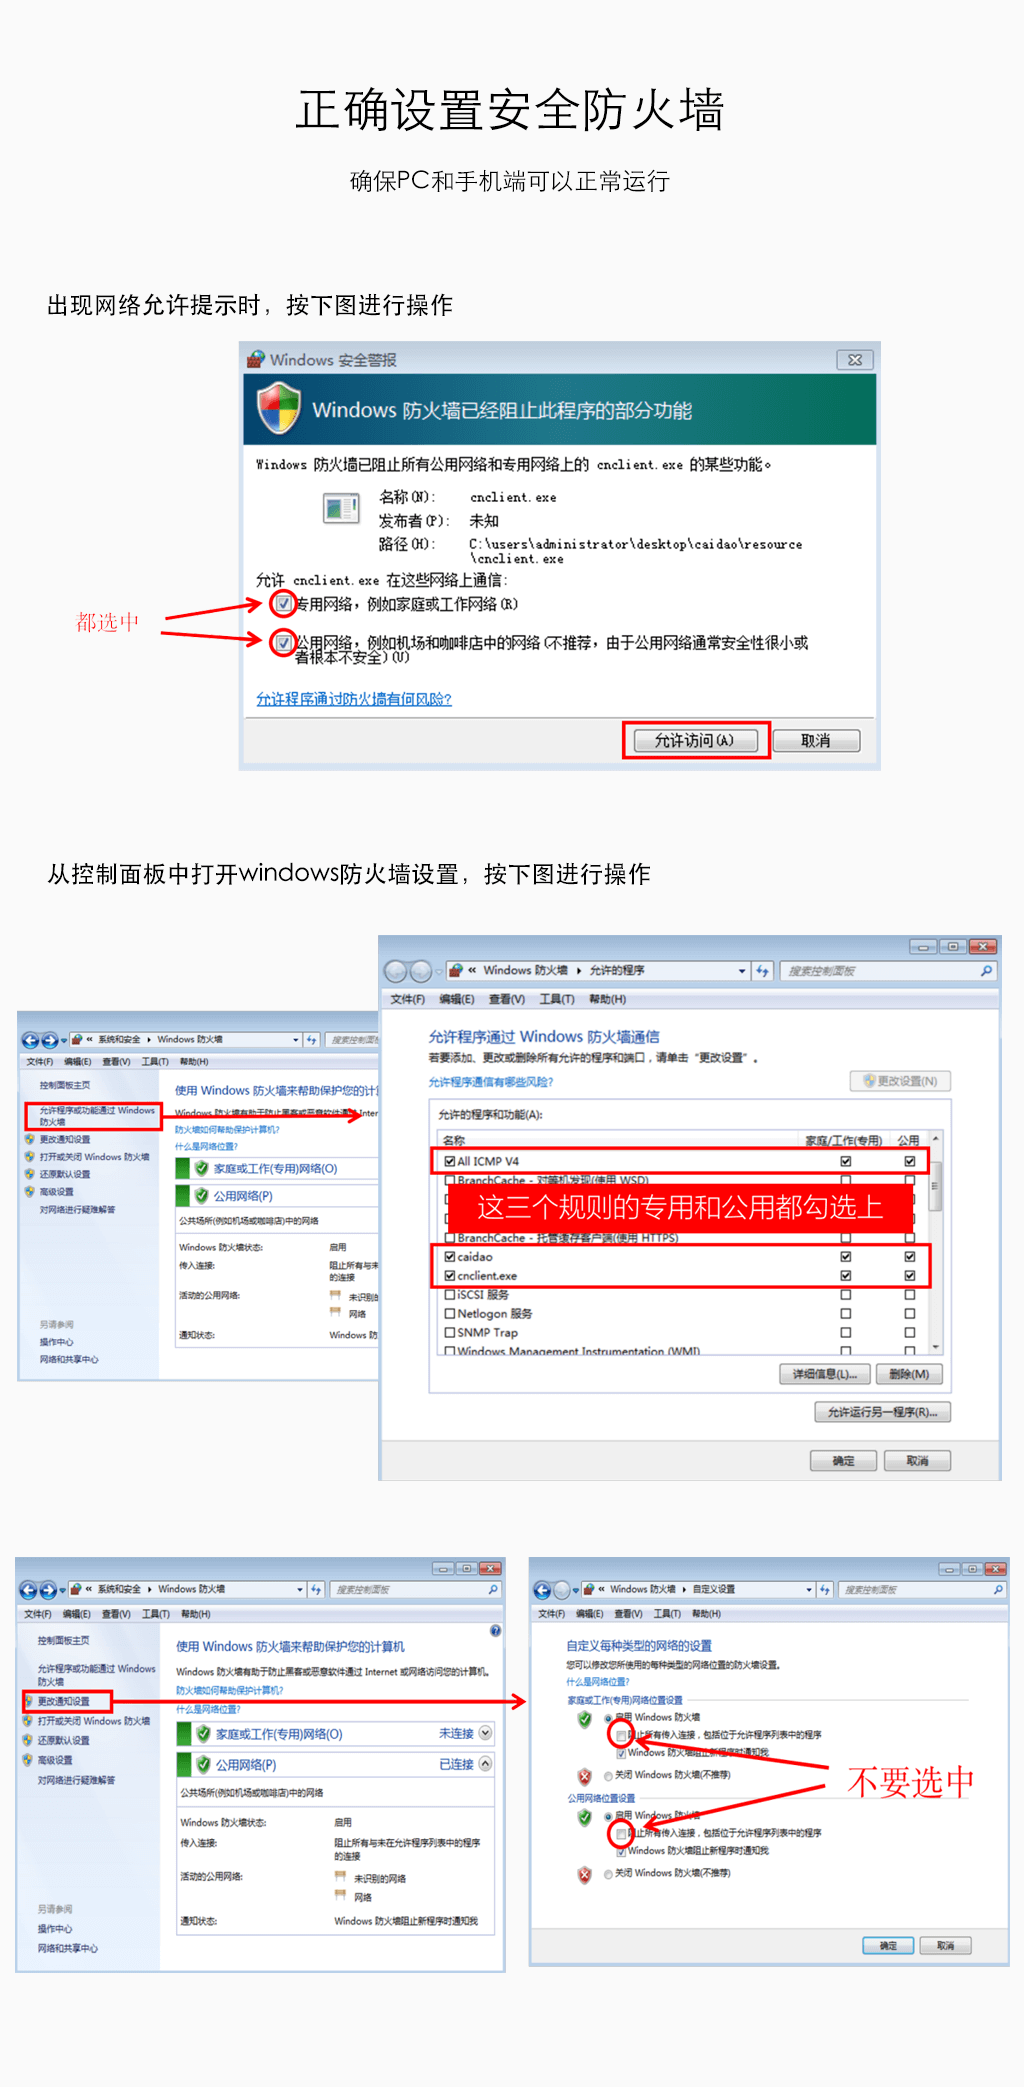 正确设置安全防火墙
确保PC和手机端可以正常运行
出现网络允许提示时，按下图进行操作
Windows 安全警报
Windows 防火墙已经阻止此程序的部分功能
Windows 防火墙已阻止所有公用网络和专用网络上的 cnclient.exe 的某些功能。
名称(N): cnclient.exe
发布者(P): 未知
路径(H): C:\users\administrator\desktop\caidao\resource
\cnclient.exe
允许 cnclient.exe 在这些网络上通信:
都选中
专用网络，例如家庭或工作网络(R)
公用网络，例如机场和咖啡店中的网络(不推荐，由于公用网络通常安全性很小或
者根本不安全)(U)
允许程序通过防火墙有何风险?
允许访问(A) 取消
从控制面板中打开windows防火墙设置，按下图进行操作
系统和安全 Windows 防火墙
文件(F) 编辑(E) 查看(V) 工具(T) 帮助(H)
控制面板主页
允许程序或功能通过 Windows
防火墙
更改通知设置
打开或关闭 Windows 防火墙
还原默认设置
高级设置
对网络进行疑难解答
另请参阅
操作中心
网络和共享中心
使用 Windows 防火墙来帮助保护您的计
Windows 防火墙有助于防止黑客或恶意软件通过 Inter
防火墙如何帮助保护计算机?
什么是网络位置?
家庭或工作(专用)网络(O)
公用网络(P)
公共场所(例如机场或咖啡店)中的网络
Windows 防火墙状态: 启用
传入连接: 阻止所有与未
的连接
活动的公用网络: 未识别的
网络
通知状态: Windows 防
« Windows 防火墙 允许的程序 搜索控制面板
文件(F) 编辑(E) 查看(V) 工具(T) 帮助(H)
允许程序通过 Windows 防火墙通信
若要添加、更改或删除所有允许的程序和端口，请单击“更改设置”。
允许程序通信有哪些风险?
更改设置(N)
允许的程序和功能(A):
名称 家庭/工作(专用) 公用
All ICMP V4
BranchCache - 对等机发现(使用 WSD)
这三个规则的专用和公用都勾选上
BranchCache - 托管缓存客户端(使用 HTTPS)
caidao
cnclient.exe
iSCSI 服务
Netlogon 服务
SNMP Trap
Windows Management Instrumentation (WMI)
详细信息(L)... 删除(M)
允许运行另一程序(R)...
确定 取消
« 系统和安全 Windows 防火墙 搜索控制面板
文件(F) 编辑(E) 查看(V) 工具(T) 帮助(H)
控制面板主页
允许程序或功能通过 Windows
防火墙
更改通知设置
打开或关闭 Windows 防火墙
还原默认设置
高级设置
对网络进行疑难解答
另请参阅
操作中心
网络和共享中心
使用 Windows 防火墙来帮助保护您的计算机
Windows 防火墙有助于防止黑客或恶意软件通过 Internet 或网络访问您的计算机。
防火墙如何帮助保护计算机?
什么是网络位置?
家庭或工作(专用)网络(O) 未连接
公用网络(P) 已连接
公共场所(例如机场或咖啡店)中的网络
Windows 防火墙状态: 启用
传入连接: 阻止所有与未在允许程序列表中的程序
的连接
活动的公用网络: 未识别的网络
网络
通知状态: Windows 防火墙阻止新程序时通知我
« Windows 防火墙 自定义设置 搜索控制面板
文件(F) 编辑(E) 查看(V) 工具(T) 帮助(H)
自定义每种类型的网络的设置
您可以修改您所使用的每种类型的网络位置的防火墙设置。
什么是网络位置?
家庭或工作(专用)网络位置设置
启用 Windows 防火墙
阻止所有传入连接，包括位于允许程序列表中的程序
Windows 防火墙阻止新程序时通知我
关闭 Windows 防火墙(不推荐)
不要选中
公用网络位置设置
启用 Windows 防火墙
阻止所有传入连接，包括位于允许程序列表中的程序
Windows 防火墙阻止新程序时通知我
关闭 Windows 防火墙(不推荐)
确定 取消